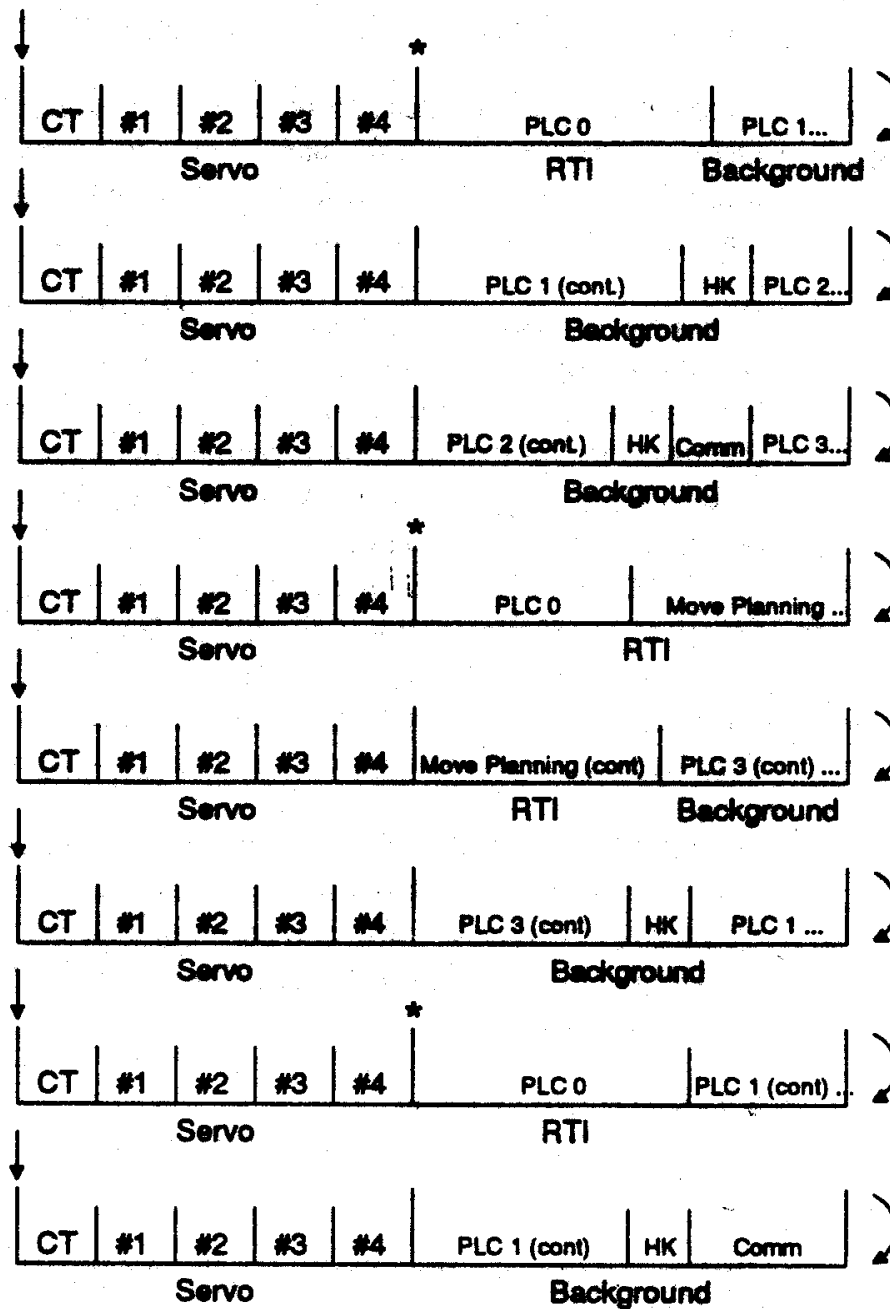 *
CT #1 #2 #3 #4 PLC 0 PLC 1...
Servo RTI Background
CT #1 #2 #3 #4 PLC 1 (cont.) HK PLC 2...
Servo Background
CT #1 #2 #3 #4 PLC 2 (cont.) HK Comm PLC 3...
Servo Background
*
CT #1 #2 #3 #4 PLC 0 Move Planning ...
Servo RTI
CT #1 #2 #3 #4 Move Planning (cont) PLC 3 (cont) ...
Servo RTI Background
CT #1 #2 #3 #4 PLC 3 (cont) HK PLC 1 ...
Servo Background
*
CT #1 #2 #3 #4 PLC 0 PLC 1 (cont) ...
Servo RTI
CT #1 #2 #3 #4 PLC 1 (cont) HK Comm
Servo Background